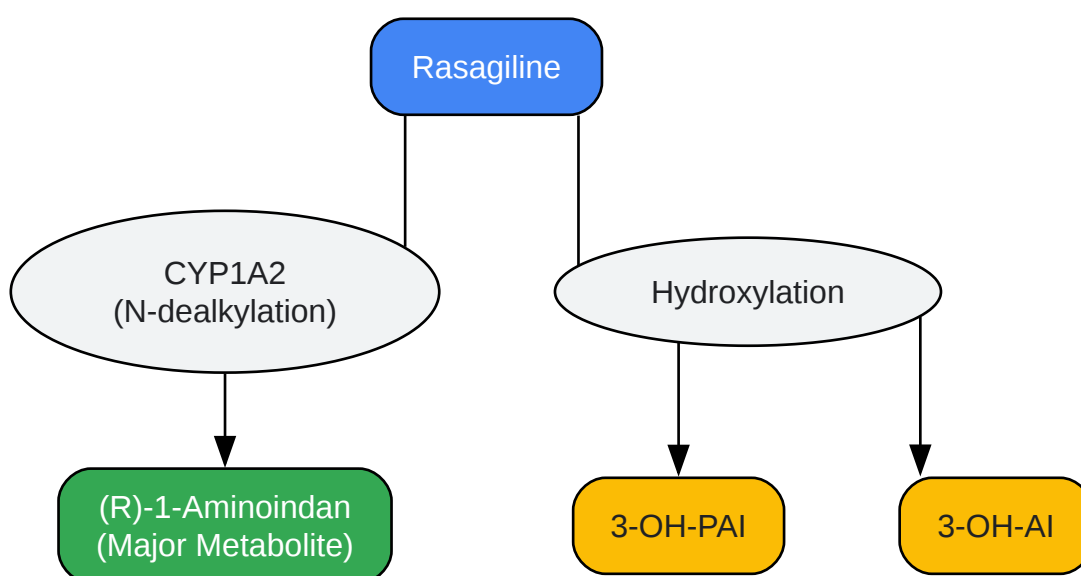 Rasagiline
CYP1A2
(N-dealkylation)
Hydroxylation
(R)-1-Aminoindan
(Major Metabolite)
3-OH-PAI
3-OH-AI